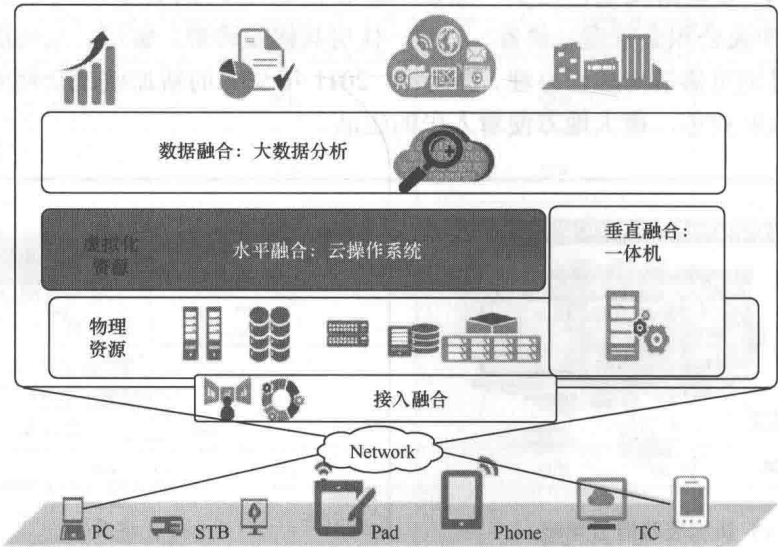 数据融合：大数据分析
虚拟化
资源
水平融合：云操作系统
垂直融合：
一体机
物理
资源
接入融合
Network
PC
STB
Pad
Phone
TC